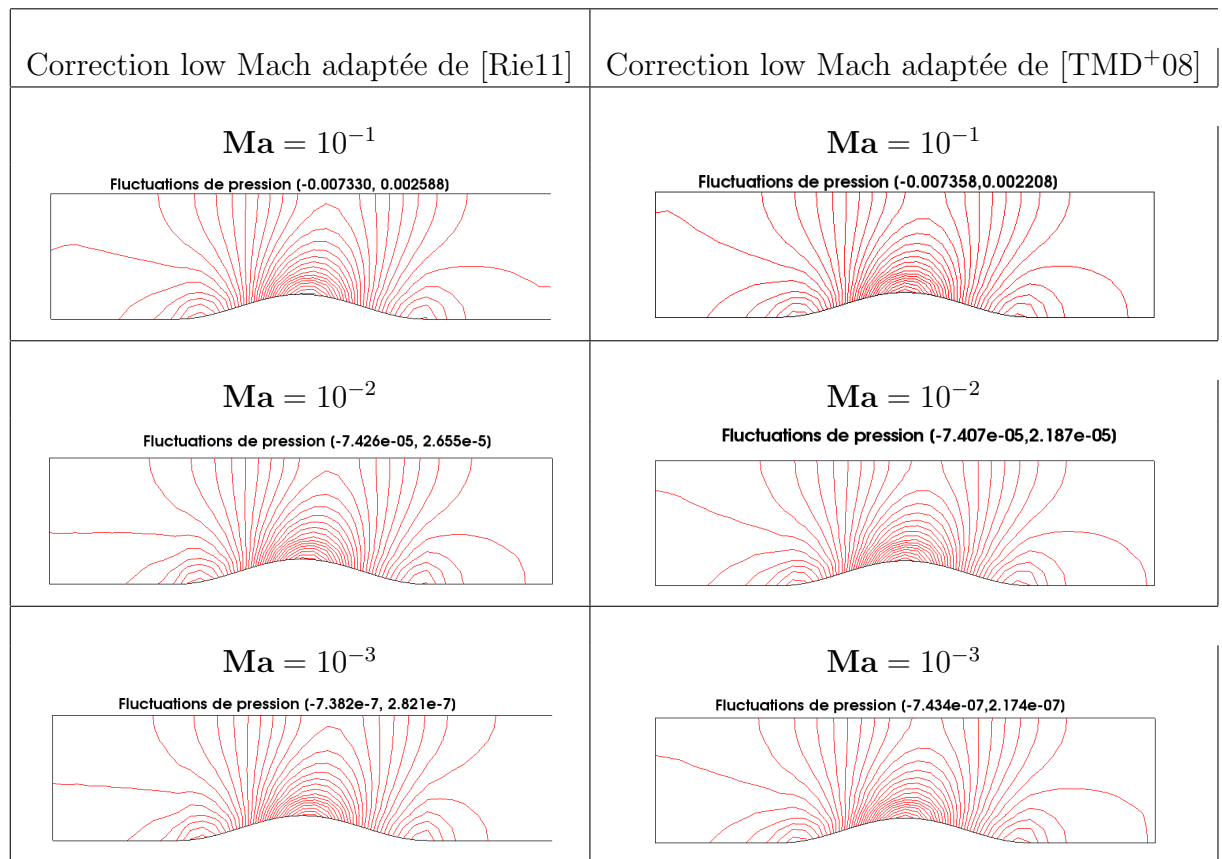 Correction low Mach adaptée de [Rie11]
Correction low Mach adaptée de [TMD⁺08]
Ma = 10⁻¹
Fluctuations de pression (-0.007330, 0.002588)
Ma = 10⁻¹
Fluctuations de pression (-0.007358,0.002208)
Ma = 10⁻²
Fluctuations de pression (-7.426e-05, 2.655e-5)
Ma = 10⁻²
Fluctuations de pression (-7.407e-05,2.187e-05)
Ma = 10⁻³
Fluctuations de pression (-7.382e-7, 2.821e-7)
Ma = 10⁻³
Fluctuations de pression (-7.434e-07,2.174e-07)